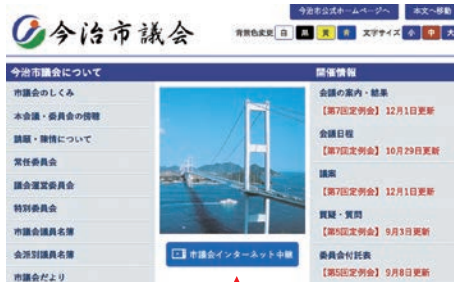 今治市公式ホームページへ
本文へ移動
今治市議会
背景色変更 白 黒 黄 青
文字サイズ 小 中 大
今治市議会について
市議会のしくみ
本会議・委員会の傍聴
請願・陳情について
常任委員会
議会運営委員会
特別委員会
市議会議員名簿
会派別議員名簿
市議会だより
市議会インターネット中継
開催情報
会議の案内・結果
【第7回定例会】12月1日更新
会議日程
【第7回定例会】10月29日更新
議案
【第7回定例会】12月1日更新
質疑・質問
【第5回定例会】9月3日更新
委員会付託表
【第5回定例会】9月8日更新